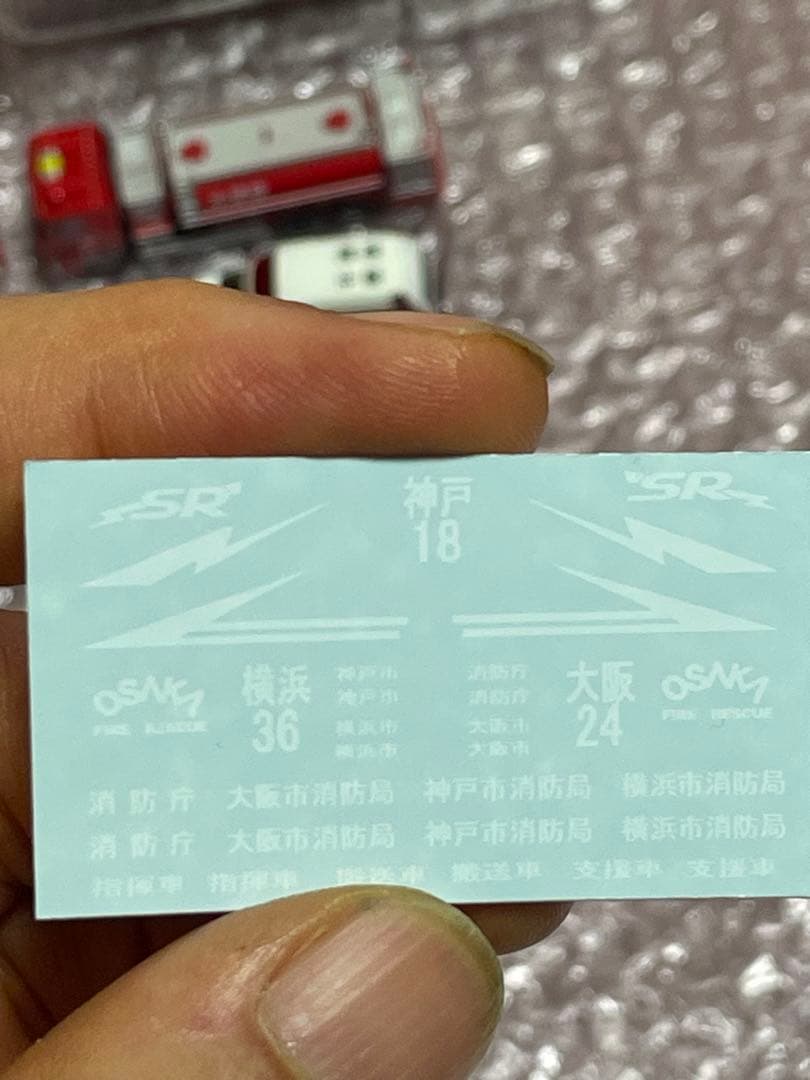 SR 神戸 SR
18
OSAKA 横浜 神戸市 消防庁 大阪 OSAKA
神戸市 消防庁
FIRE RESCUE 36 横浜市 大阪市 24 FIRE RESCUE
横浜市 大阪市
消防庁 大阪市消防局 神戸市消防局 横浜市消防局
消防庁 大阪市消防局 神戸市消防局 横浜市消防局
指揮車 指揮車 搬送車 搬送車 支援車 支援車